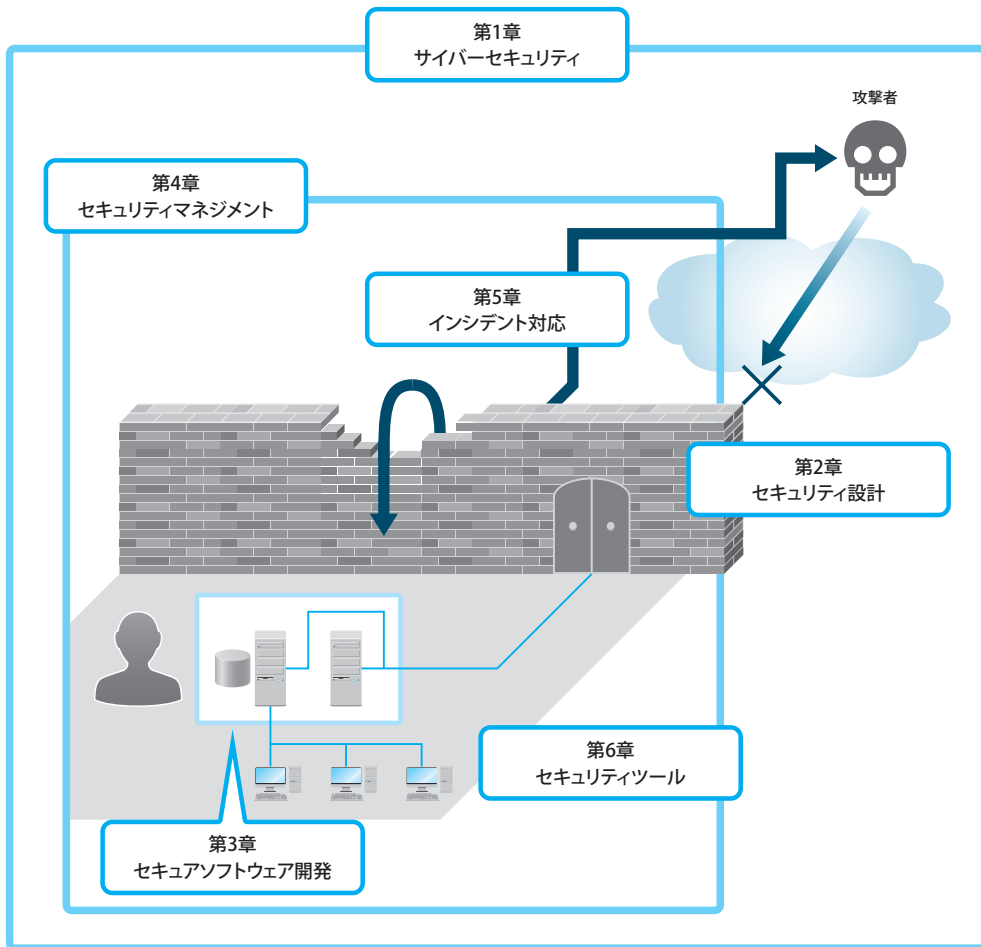 第1章
サイバーセキュリティ
攻撃者
第4章
セキュリティマネジメント
第5章
インシデント対応
第2章
セキュリティ設計
第6章
セキュリティツール
第3章
セキュアソフトウェア開発